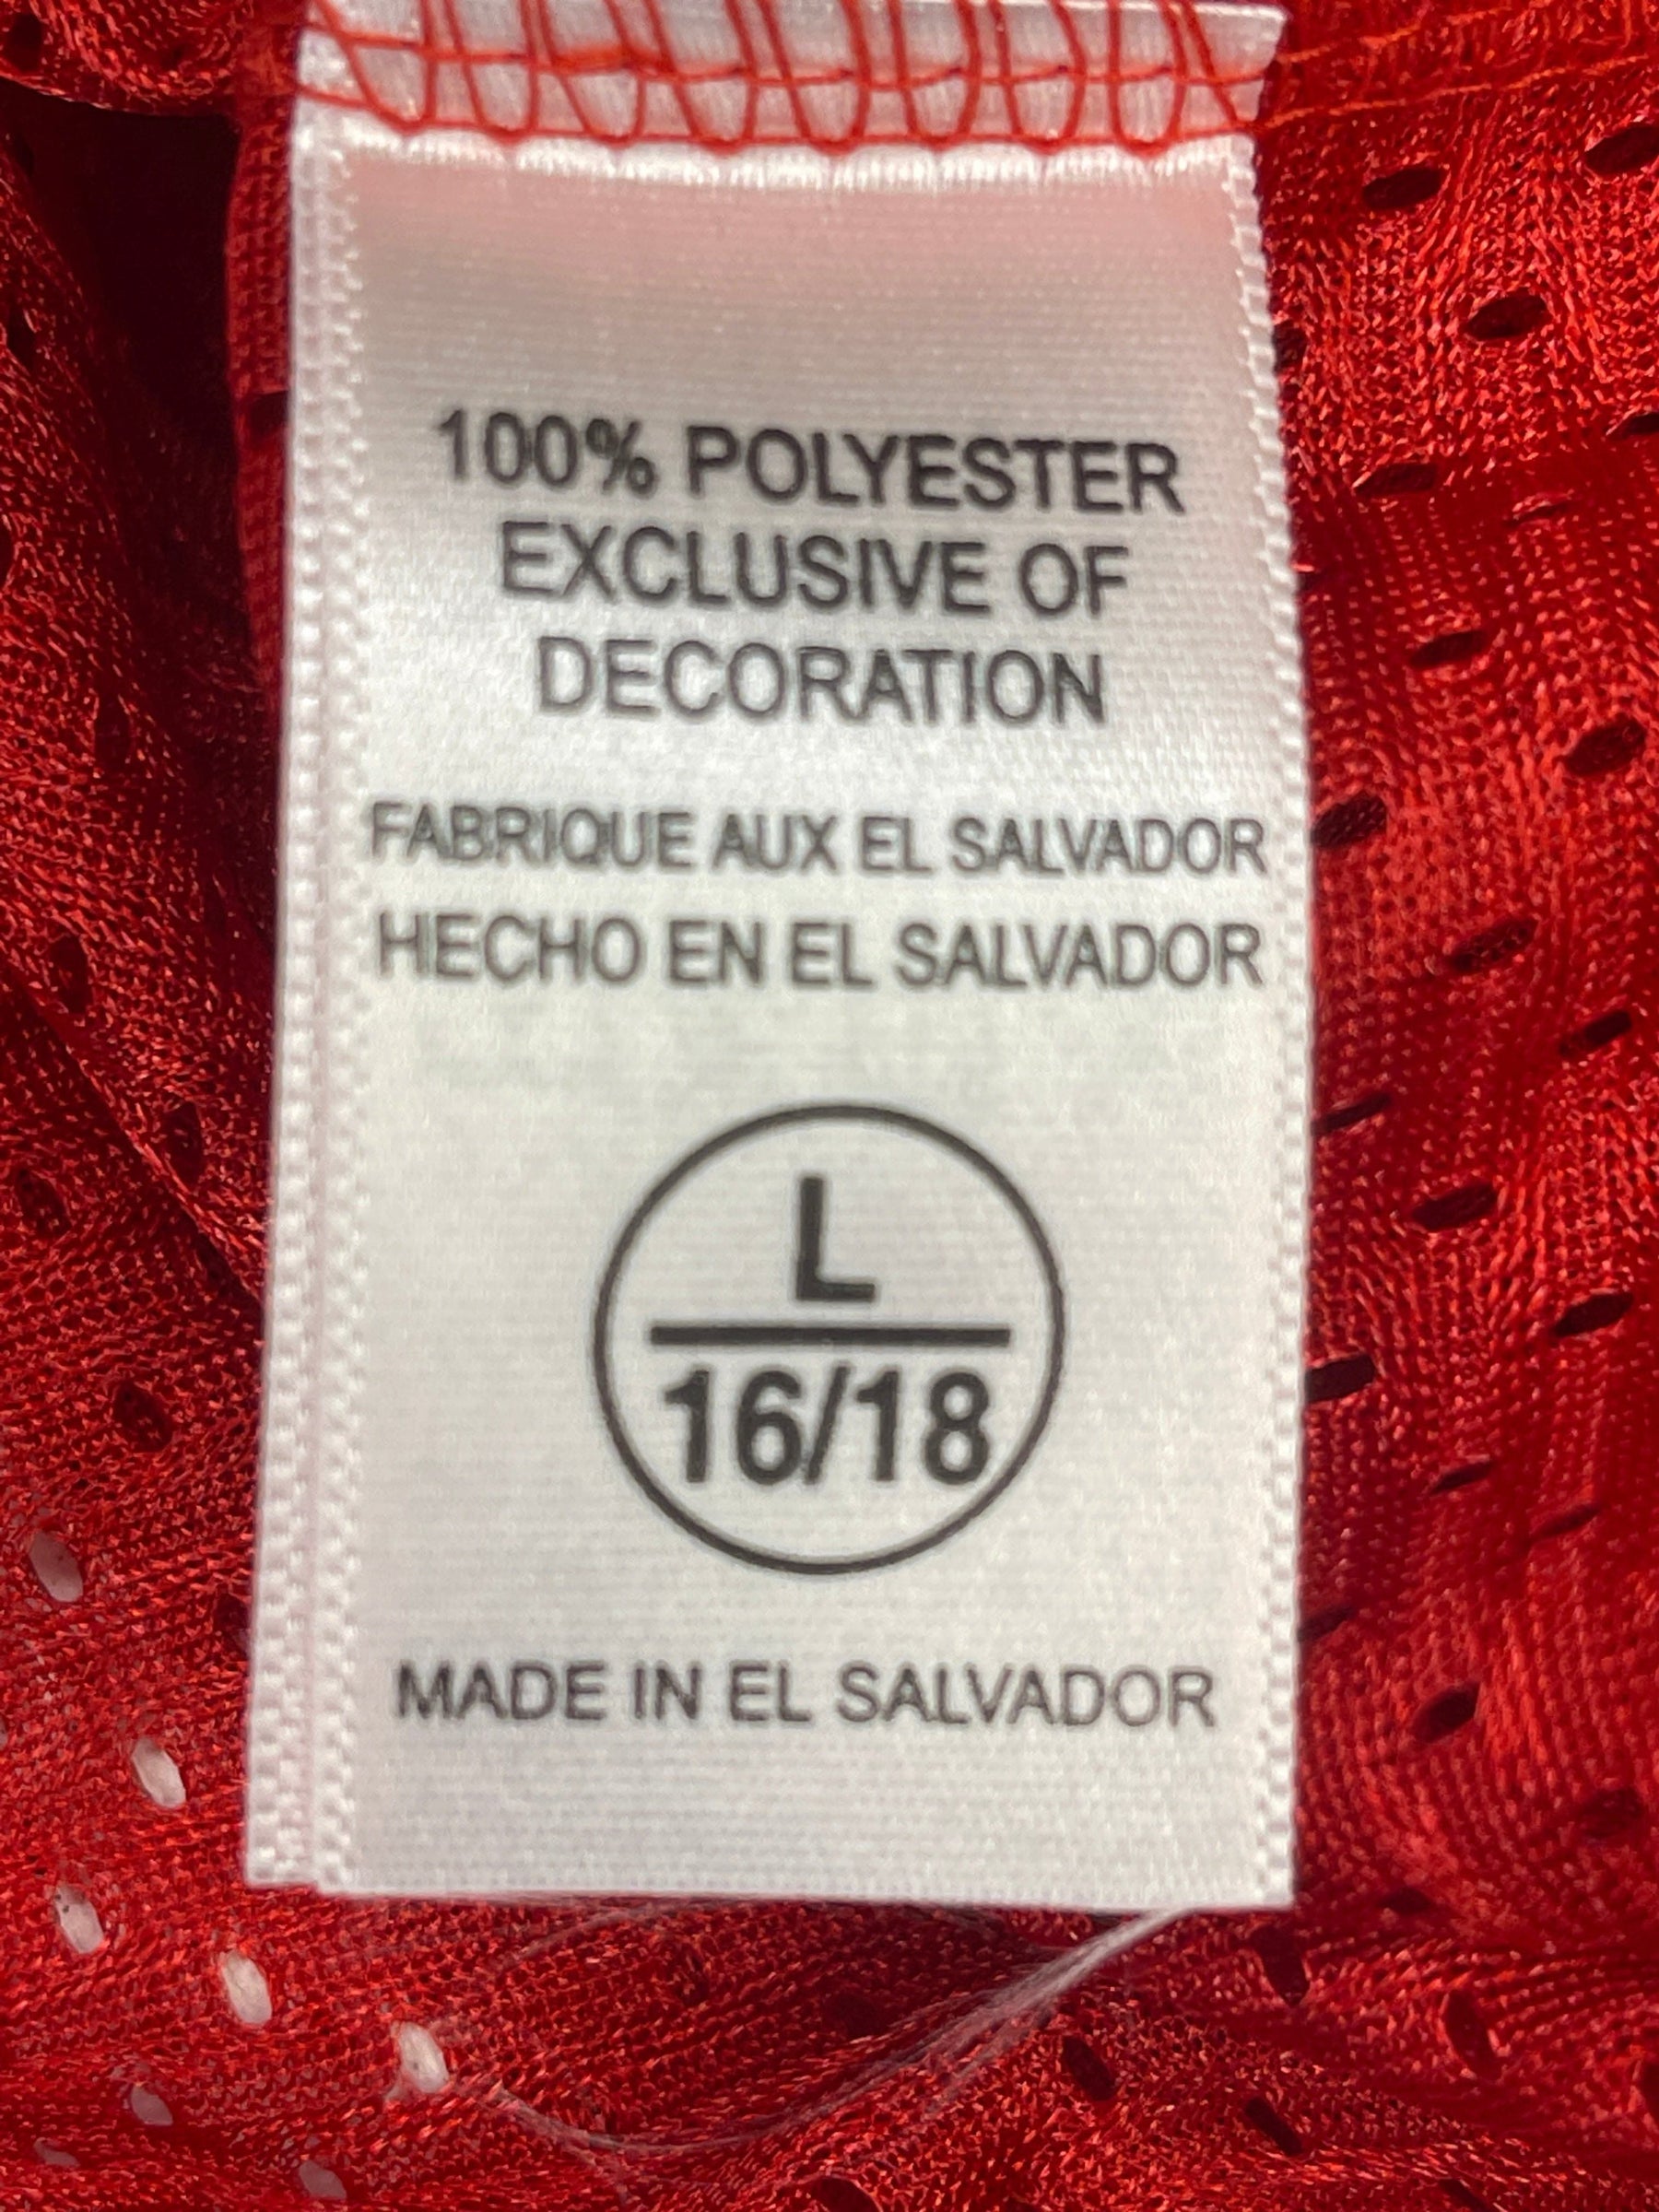 100% POLYESTER
EXCLUSIVE OF
DECORATION
FABRIQUE AUX EL SALVADOR
HECHO EN EL SALVADOR
L
16/18
MADE IN EL SALVADOR